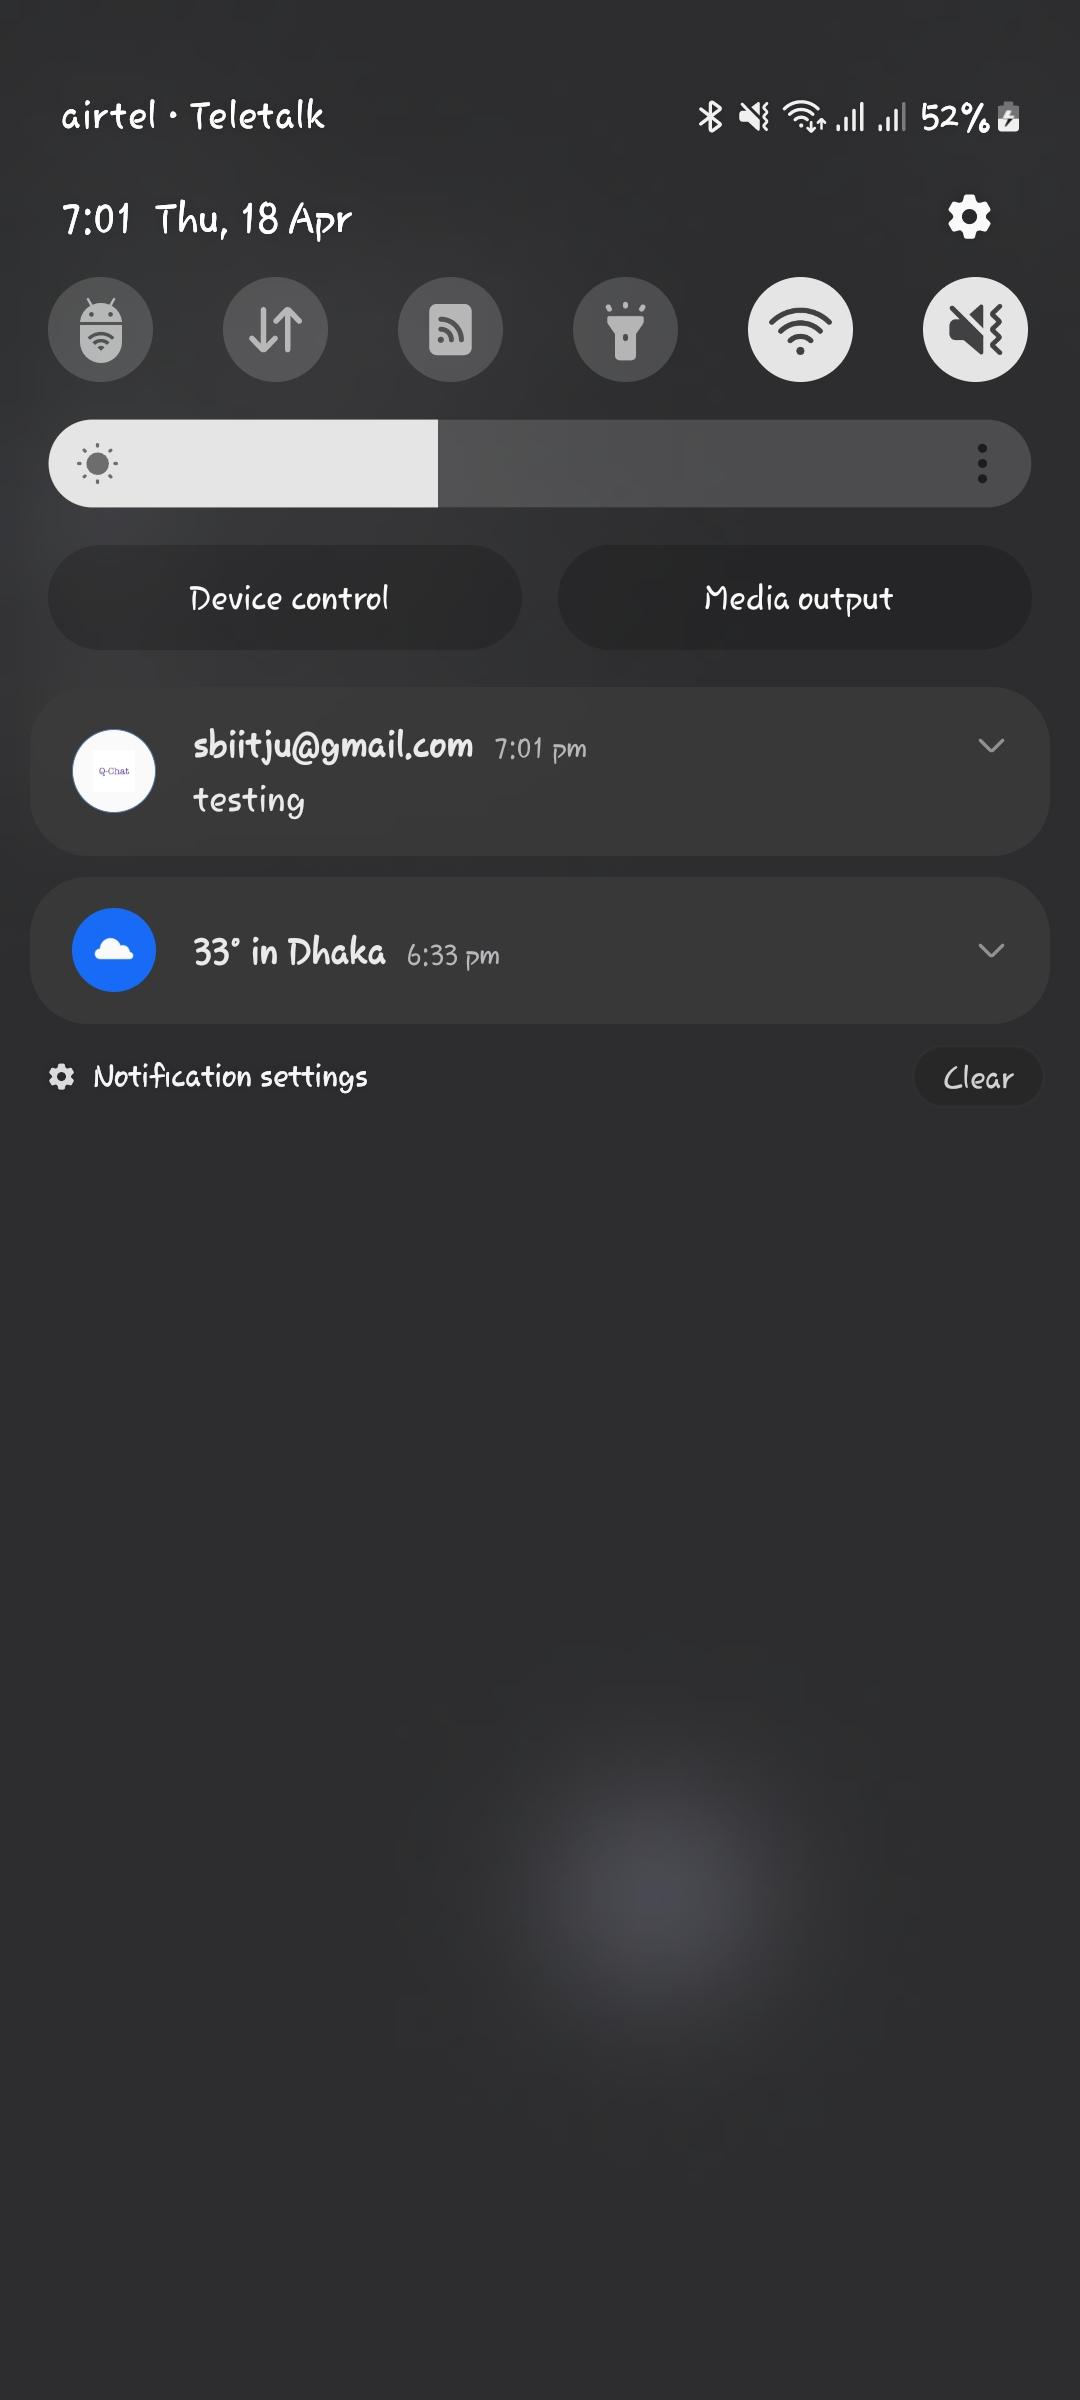 airtel · Teletalk 52%
7:01 Thu, 18 Apr
Device control
Media output
sbiitju@gmail.com 7:01 pm
Q-Chat
testing
33° in Dhaka 6:33 pm
Notification settings
Clear